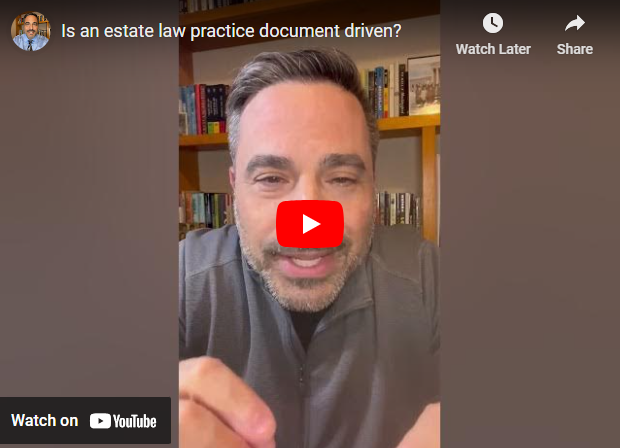 Is an estate law practice document driven?
Watch Later
Share
Watch on YouTube